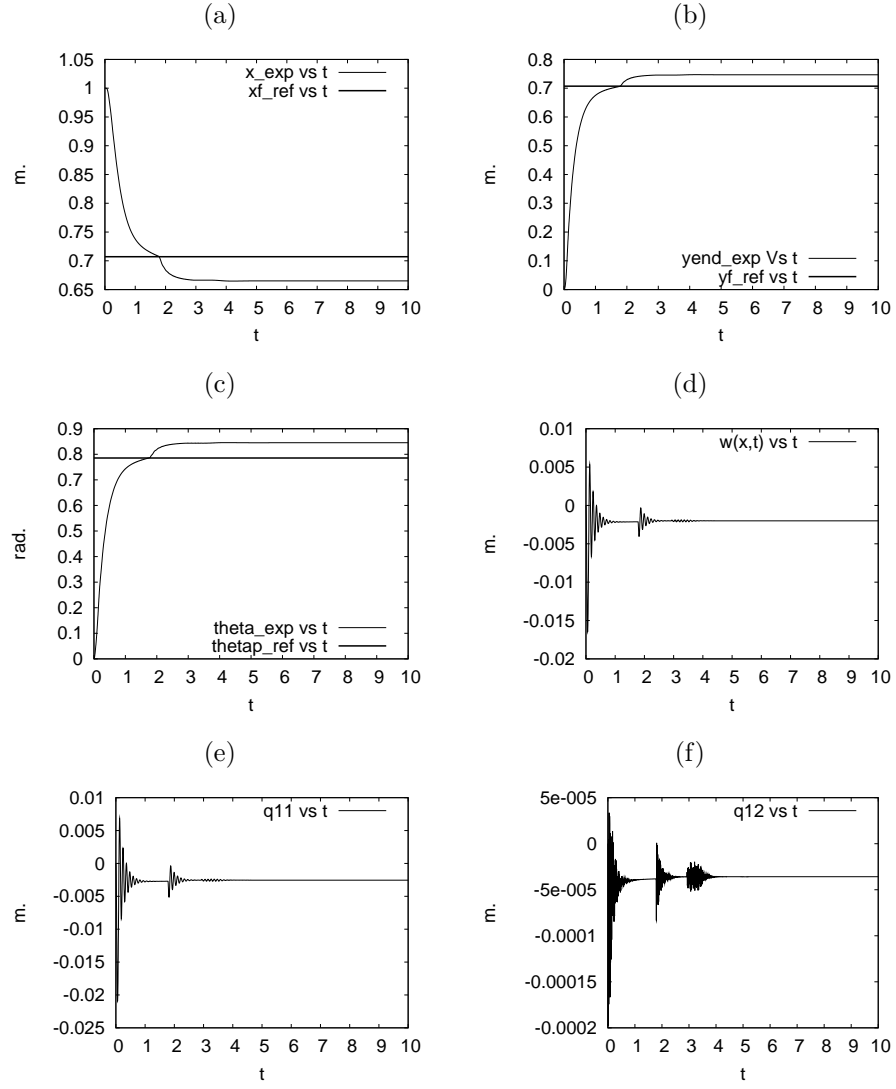 (a)
1.05
1
0.95
0.9
0.85
0.8
0.75
0.7
0.65
m.
x_exp vs t
xf_ref vs t
0 1 2 3 4 5 6 7 8 9 10
t
(b)
0.8
0.7
0.6
0.5
0.4
0.3
0.2
0.1
0
m.
yend_exp Vs t
yf_ref vs t
0 1 2 3 4 5 6 7 8 9 10
t
(c)
0.9
0.8
0.7
0.6
0.5
0.4
0.3
0.2
0.1
0
rad.
theta_exp vs t
thetap_ref vs t
0 1 2 3 4 5 6 7 8 9 10
t
(d)
0.01
0.005
0
-0.005
-0.01
-0.015
-0.02
m.
w(x,t) vs t
0 1 2 3 4 5 6 7 8 9 10
t
(e)
0.01
0.005
0
-0.005
-0.01
-0.015
-0.02
-0.025
m.
q11 vs t
0 1 2 3 4 5 6 7 8 9 10
t
(f)
5e-005
0
-5e-005
-0.0001
-0.00015
-0.0002
m.
q12 vs t
0 1 2 3 4 5 6 7 8 9 10
t